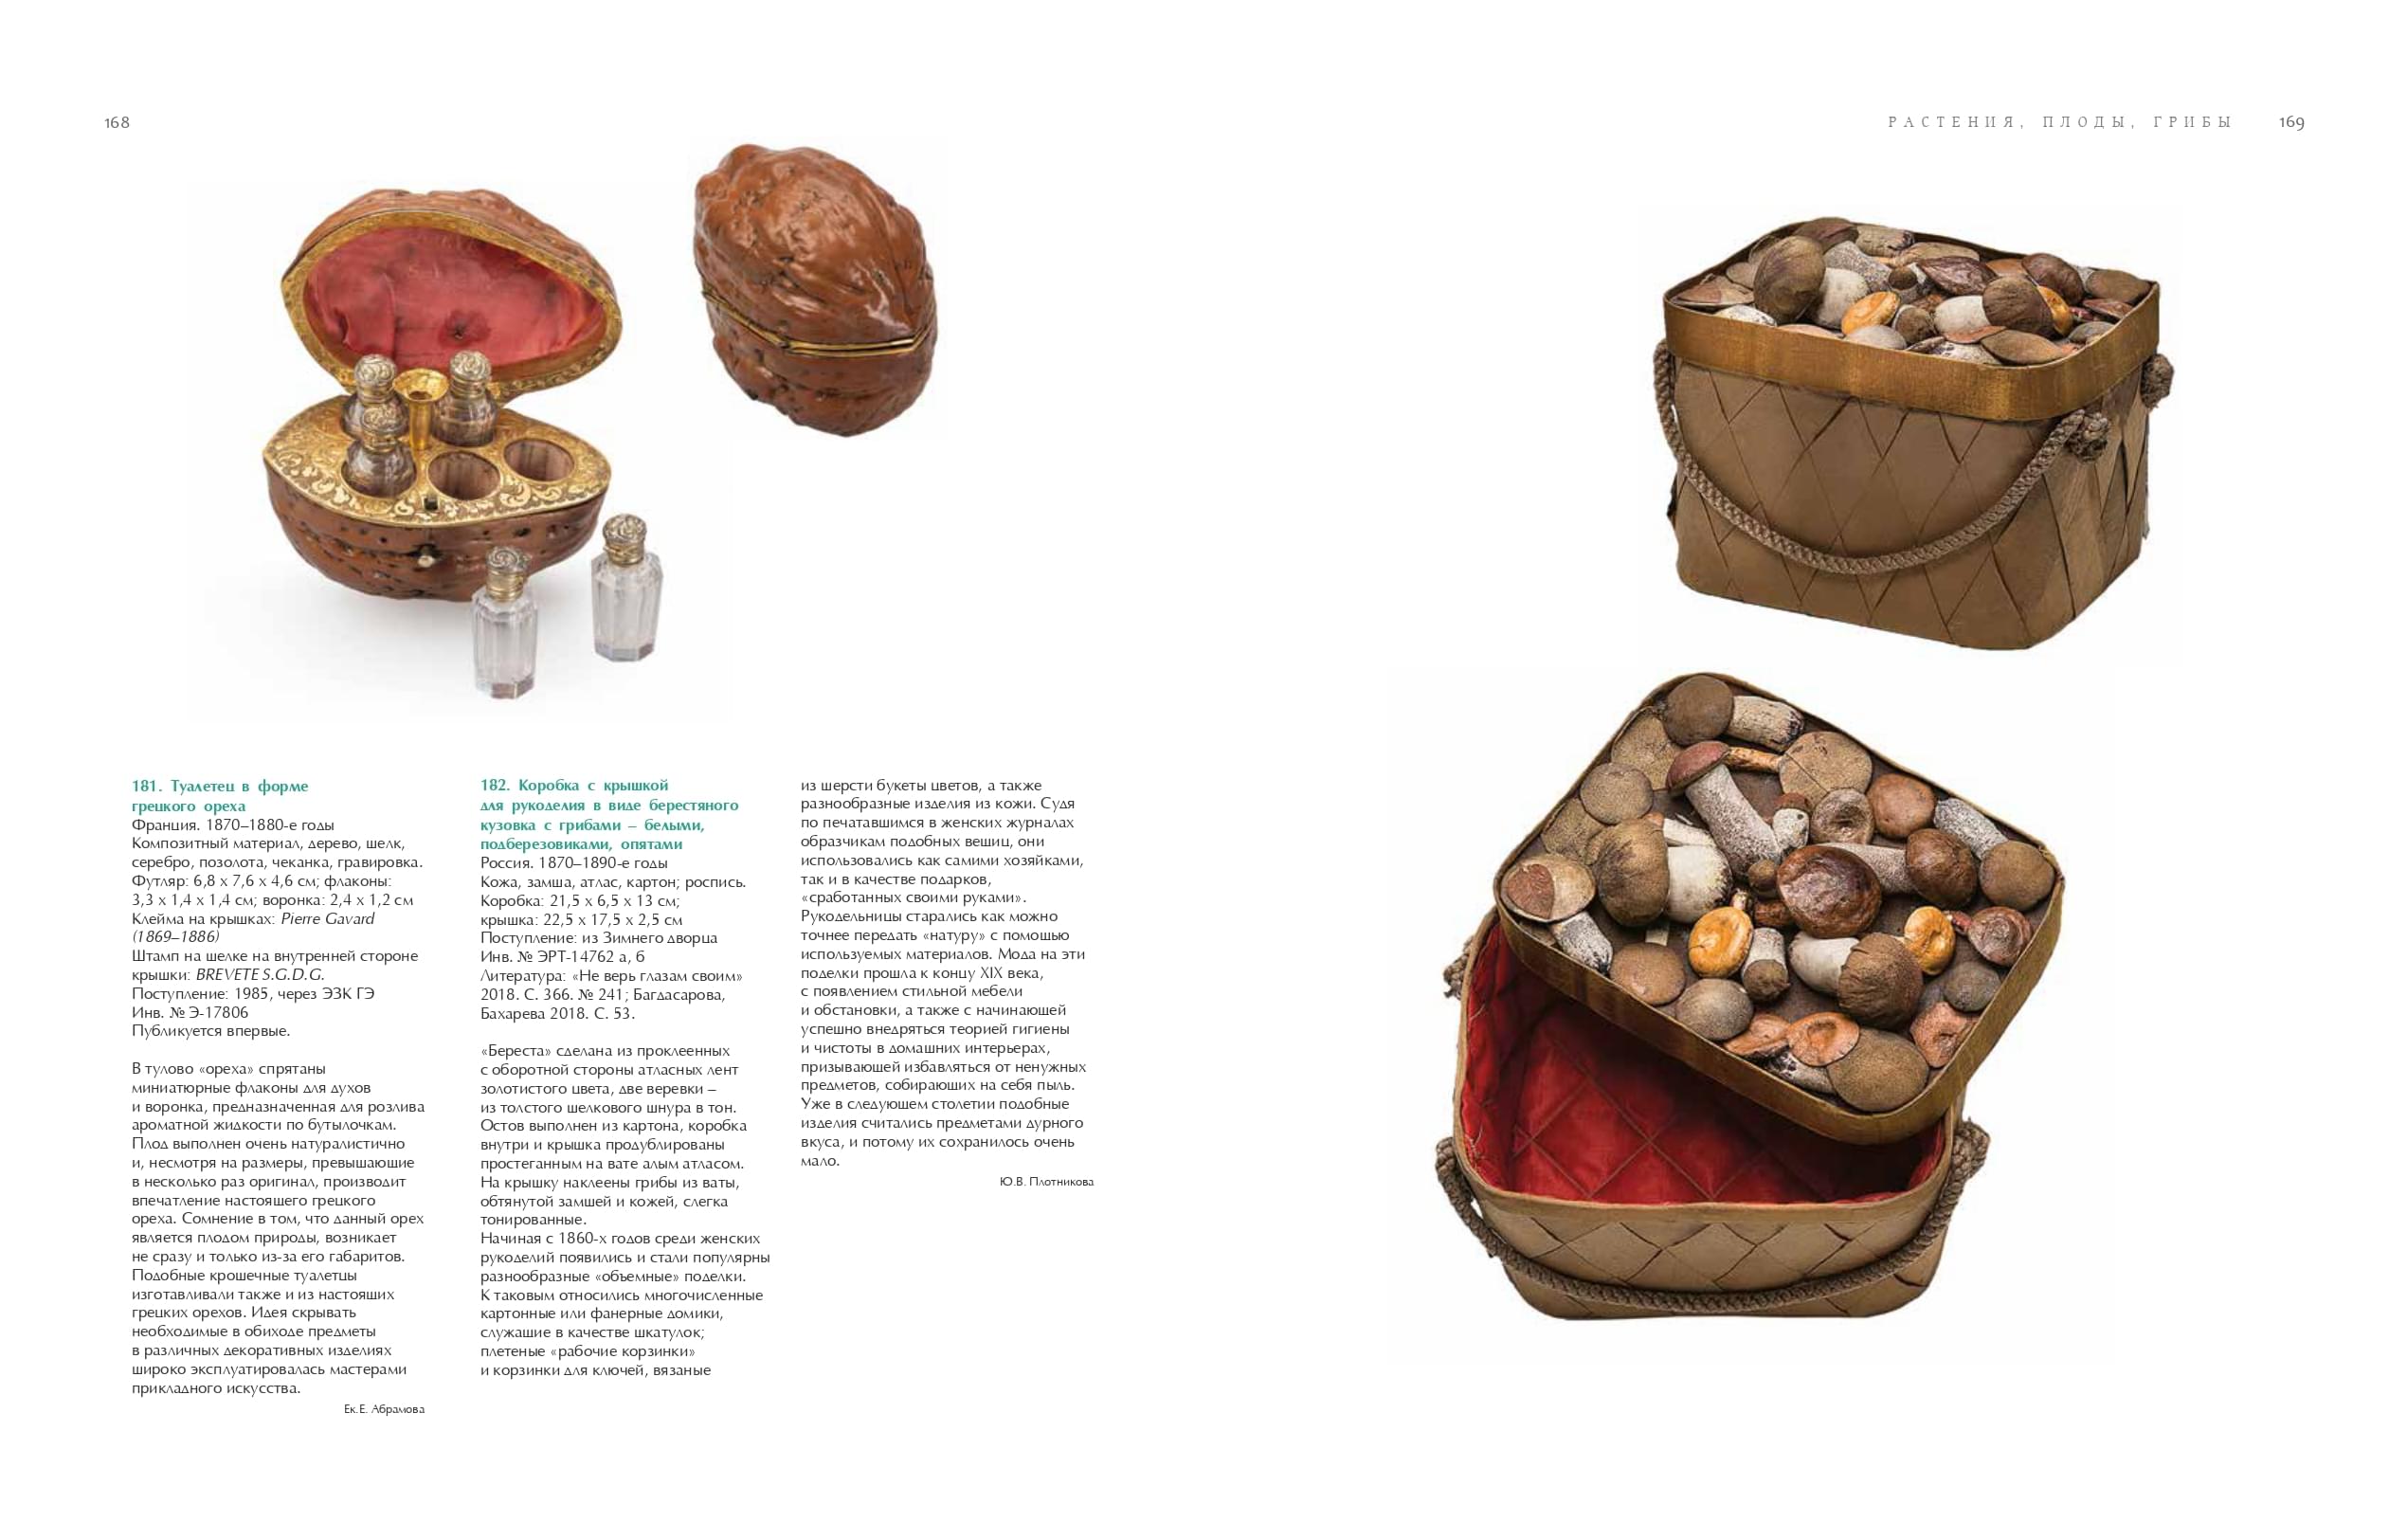 168
РАСТЕНИЯ, ПЛОДЫ, ГРИБЫ 169
181. Туалетец в форме
грецкого ореха
Франция. 1870–1880-е годы
Композитный материал, дерево, шелк,
серебро, позолота, чеканка, гравировка.
Футляр: 6,8 х 7,6 х 4,6 см; флаконы:
3,3 х 1,4 х 1,4 см; воронка: 2,4 х 1,2 см
Клейма на крышках: Pierre Gavard
(1869–1886)
Штамп на шелке на внутренней стороне
крышки: BREVETE S.G.D.G.
Поступление: 1985, через ЭЗК ГЭ
Инв. № Э-17806
Публикуется впервые.
В тулово «ореха» спрятаны
миниатюрные флаконы для духов
и воронка, предназначенная для розлива
ароматной жидкости по бутылочкам.
Плод выполнен очень натуралистично
и, несмотря на размеры, превышающие
в несколько раз оригинал, производит
впечатление настоящего грецкого
ореха. Сомнение в том, что данный орех
является плодом природы, возникает
не сразу и только из-за его габаритов.
Подобные крошечные туалетцы
изготавливали также и из настоящих
грецких орехов. Идея скрывать
необходимые в обиходе предметы
в различных декоративных изделиях
широко эксплуатировалась мастерами
прикладного искусства.
Ек.Е. Абрамова
182. Коробка с крышкой
для рукоделия в виде берестяного
кузовка с грибами – белыми,
подберезовиками, опятами
Россия. 1870–1890-е годы
Кожа, замша, атлас, картон; роспись.
Коробка: 21,5 х 6,5 х 13 см;
крышка: 22,5 х 17,5 х 2,5 см
Поступление: из Зимнего дворца
Инв. № ЭРТ-14762 а, б
Литература: «Не верь глазам своим»
2018. С. 366. № 241; Багдасарова,
Бахарева 2018. С. 53.
«Береста» сделана из проклеенных
с оборотной стороны атласных лент
золотистого цвета, две веревки –
из толстого шелкового шнура в тон.
Остов выполнен из картона, коробка
внутри и крышка продублированы
простеганным на вате алым атласом.
На крышку наклеены грибы из ваты,
обтянутой замшей и кожей, слегка
тонированные.
Начиная с 1860-х годов среди женских
рукоделий появились и стали популярны
разнообразные «объемные» поделки.
К таковым относились многочисленные
картонные или фанерные домики,
служащие в качестве шкатулок;
плетеные «рабочие корзинки»
и корзинки для ключей, вязаные
из шерсти букеты цветов, а также
разнообразные изделия из кожи. Судя
по печатавшимся в женских журналах
образчикам подобных вещиц, они
использовались как самими хозяйками,
так и в качестве подарков,
«сработанных своими руками».
Рукодельницы старались как можно
точнее передать «натуру» с помощью
используемых материалов. Мода на эти
поделки прошла к концу XIX века,
с появлением стильной мебели
и обстановки, а также с начинающей
успешно внедряться теорией гигиены
и чистоты в домашних интерьерах,
призывающей избавляться от ненужных
предметов, собирающих на себя пыль.
Уже в следующем столетии подобные
изделия считались предметами дурного
вкуса, и потому их сохранилось очень
мало.
Ю.В. Плотникова